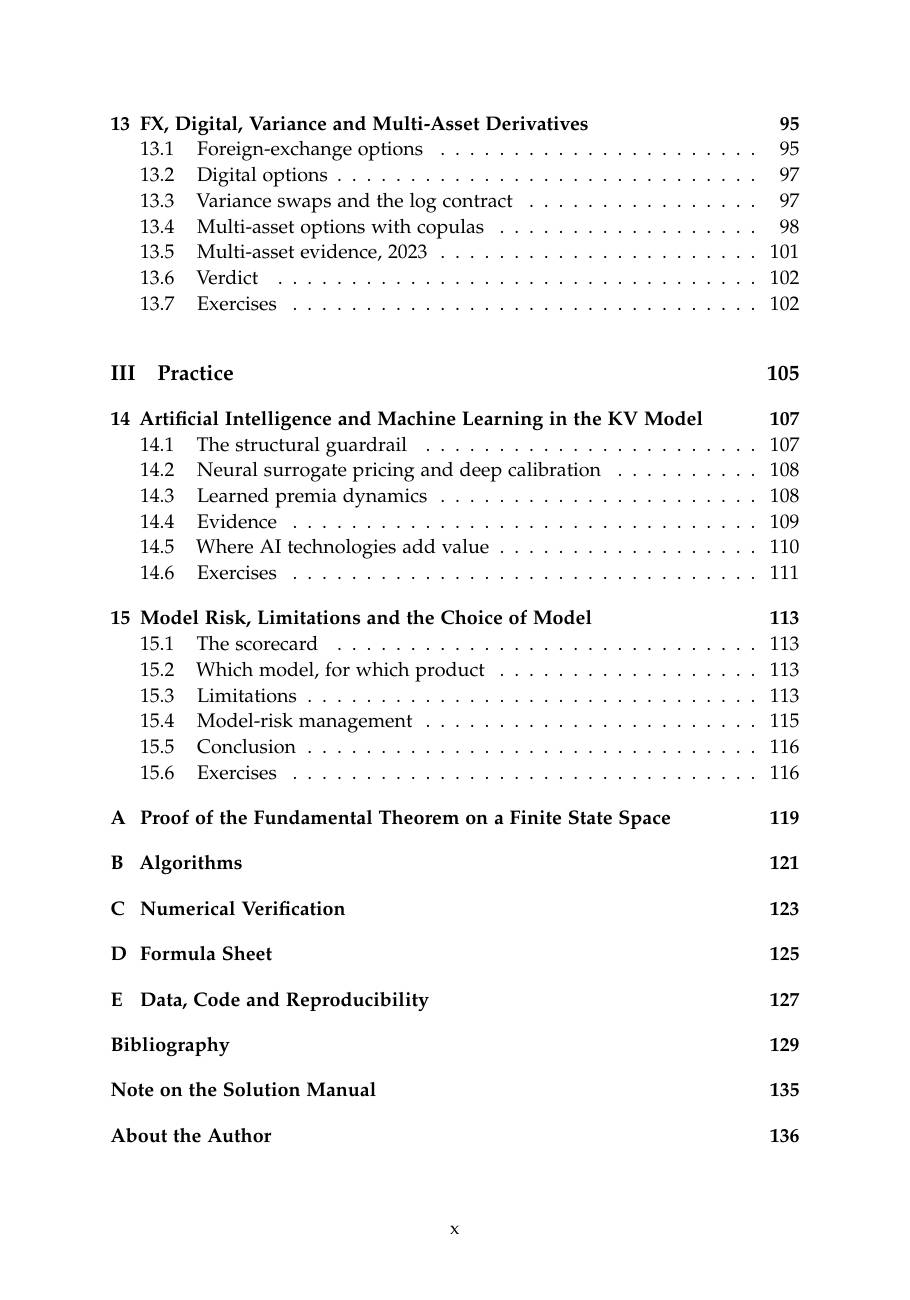 13 FX, Digital, Variance and Multi-Asset Derivatives 95
13.1 Foreign-exchange options . . . . . . . . . . . . . . . . . . . . . . 95
13.2 Digital options . . . . . . . . . . . . . . . . . . . . . . . . . . . . . 97
13.3 Variance swaps and the log contract . . . . . . . . . . . . . . . . 97
13.4 Multi-asset options with copulas . . . . . . . . . . . . . . . . . . 98
13.5 Multi-asset evidence, 2023 . . . . . . . . . . . . . . . . . . . . . . 101
13.6 Verdict . . . . . . . . . . . . . . . . . . . . . . . . . . . . . . . . . 102
13.7 Exercises . . . . . . . . . . . . . . . . . . . . . . . . . . . . . . . . 102
III Practice 105
14 Artificial Intelligence and Machine Learning in the KV Model 107
14.1 The structural guardrail . . . . . . . . . . . . . . . . . . . . . . . 107
14.2 Neural surrogate pricing and deep calibration . . . . . . . . . . 108
14.3 Learned premia dynamics . . . . . . . . . . . . . . . . . . . . . . 108
14.4 Evidence . . . . . . . . . . . . . . . . . . . . . . . . . . . . . . . . 109
14.5 Where AI technologies add value . . . . . . . . . . . . . . . . . . 110
14.6 Exercises . . . . . . . . . . . . . . . . . . . . . . . . . . . . . . . . 111
15 Model Risk, Limitations and the Choice of Model 113
15.1 The scorecard . . . . . . . . . . . . . . . . . . . . . . . . . . . . . 113
15.2 Which model, for which product . . . . . . . . . . . . . . . . . . 113
15.3 Limitations . . . . . . . . . . . . . . . . . . . . . . . . . . . . . . . 113
15.4 Model-risk management . . . . . . . . . . . . . . . . . . . . . . . 115
15.5 Conclusion . . . . . . . . . . . . . . . . . . . . . . . . . . . . . . . 116
15.6 Exercises . . . . . . . . . . . . . . . . . . . . . . . . . . . . . . . . 116
A Proof of the Fundamental Theorem on a Finite State Space 119
B Algorithms 121
C Numerical Verification 123
D Formula Sheet 125
E Data, Code and Reproducibility 127
Bibliography 129
Note on the Solution Manual 135
About the Author 136
x